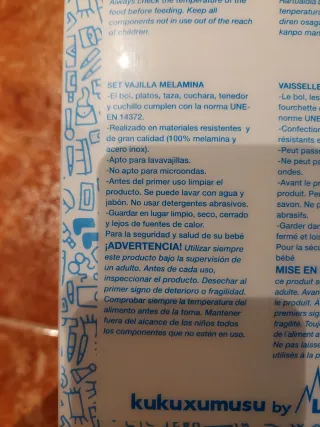 Always check the temperature of the
food before feeding. Keep all
components not in use out of the reach
of children.
SET VAJILLA MELAMINA
-El bol, platos, taza, cuchara, tenedor
y cuchillo cumplen con la norma UNE-
EN 14372.
-Realizado en materiales resistentes y
de gran calidad (100% melamina y
acero inox).
-Apto para lavavajillas.
-No apto para microondas.
-Antes del primer uso limpiar el
producto. Se puede lavar con agua y
jabón. No usar detergentes abrasivos.
-Guardar en lugar limpio, seco, cerrado
y lejos de fuentes de calor.
Para la seguridad y salud de su bebé
¡ADVERTENCIA! Utilizar siempre
este producto bajo la supervisión de
un adulto. Antes de cada uso,
inspeccionar el producto. Desechar al
primer signo de deterioro o fragilidad.
Comprobar siempre la temperatura del
alimento antes de la toma. Mantener
fuera del alcance de los niños todos
los componentes que no estén en uso.
temperatura
diren osagai
kanpo man
VAISSELLE
-Le bol, les
fourchette e
norme UNE
-Confection
résistants e
-Peut passe
-Ne peut pa
ondes.
-Avant le pr
produit. Peu
savon. Ne p
abrasifs.
-Garder dan
fermé et loi
Pour la sécu
bébé
MISE EN
ce produit s
adulte. Avan
le produit. À
premiers sig
fragilité. Toujo
de l'aliment a
Ne pas laisse
utilisés à la p
kukuxumusu by